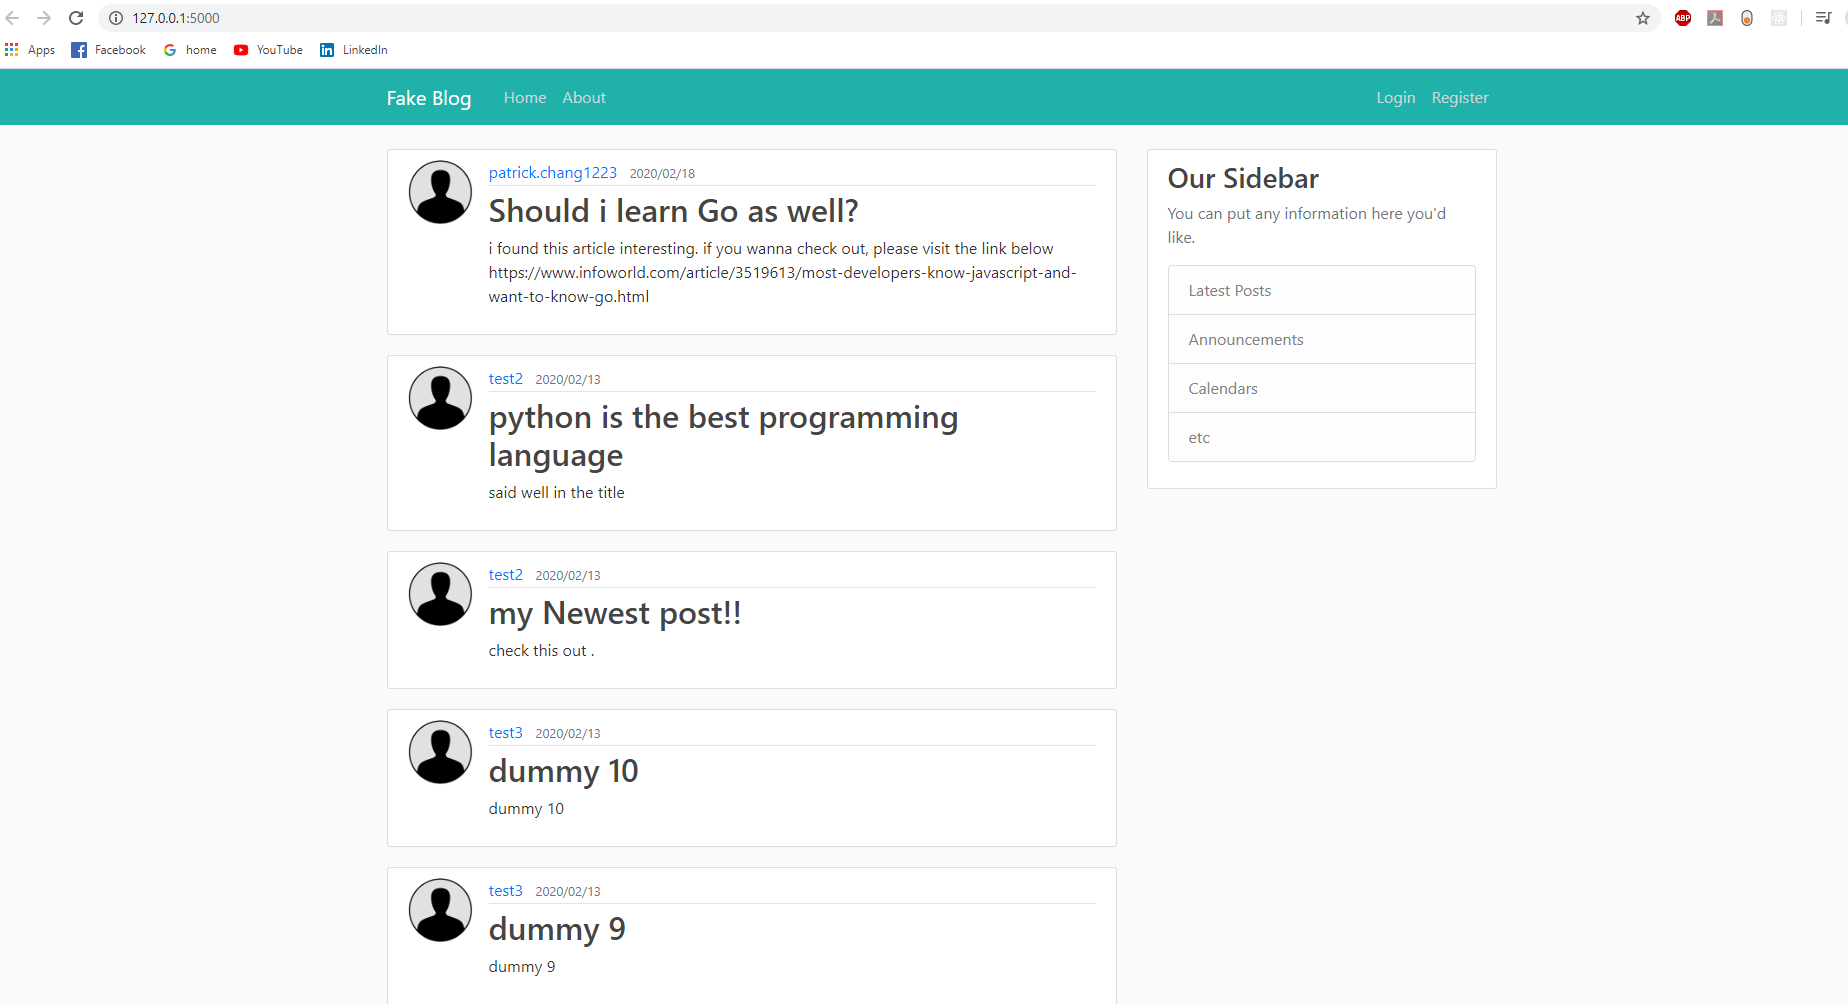 127.0.0.1:5000
ABP
Apps Facebook home YouTube LinkedIn
Fake Blog Home About Login Register
patrick.chang1223 2020/02/18
Should i learn Go as well?
i found this article interesting. if you wanna check out, please visit the link below
https://www.infoworld.com/article/3519613/most-developers-know-javascript-and-
want-to-know-go.html
test2 2020/02/13
python is the best programming
language
said well in the title
test2 2020/02/13
my Newest post!!
check this out .
test3 2020/02/13
dummy 10
dummy 10
test3 2020/02/13
dummy 9
dummy 9
Our Sidebar
You can put any information here you'd
like.
Latest Posts
Announcements
Calendars
etc